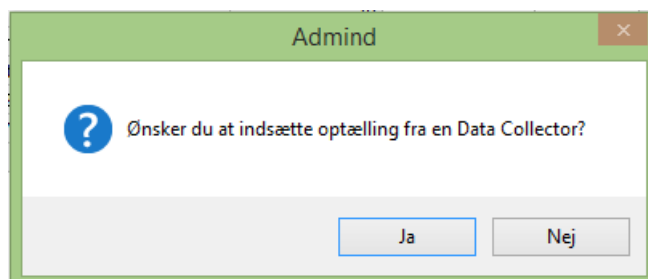 Admind
Ønsker du at indsætte optælling fra en Data Collector?
Ja
Nej